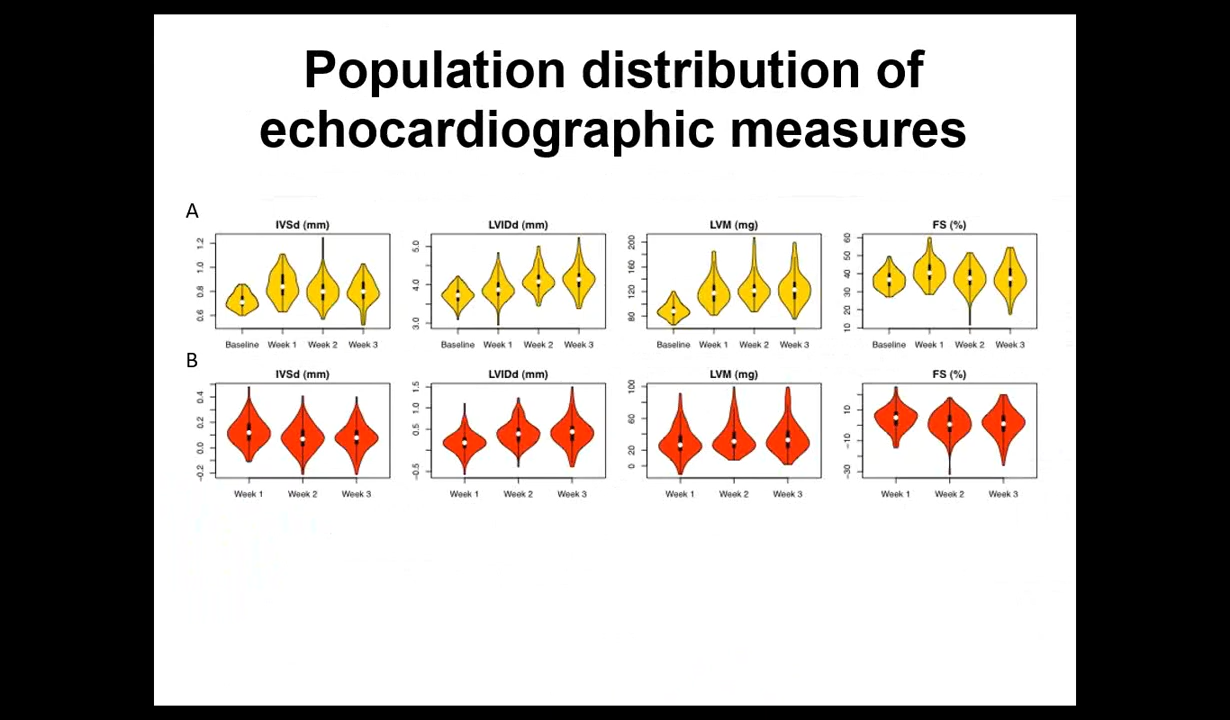 Population distribution of
echocardiographic measures
A
IVSd (mm) LVIDd (mm) LVM (mg) FS (%)
1.2 1.0 0.8 0.6
5.0 4.0 3.0
200 160 120 80
60 50 40 30 20 10
Baseline Week 1 Week 2 Week 3 Baseline Week 1 Week 2 Week 3 Baseline Week 1 Week 2 Week 3 Baseline Week 1 Week 2 Week 3
B
IVSd (mm) LVIDd (mm) LVM (mg) FS (%)
0.4 0.2 0.0 -0.2
1.5 1.0 0.5 -0.5
100 60 20 0
10 -10 -30
Week 1 Week 2 Week 3 Week 1 Week 2 Week 3 Week 1 Week 2 Week 3 Week 1 Week 2 Week 3